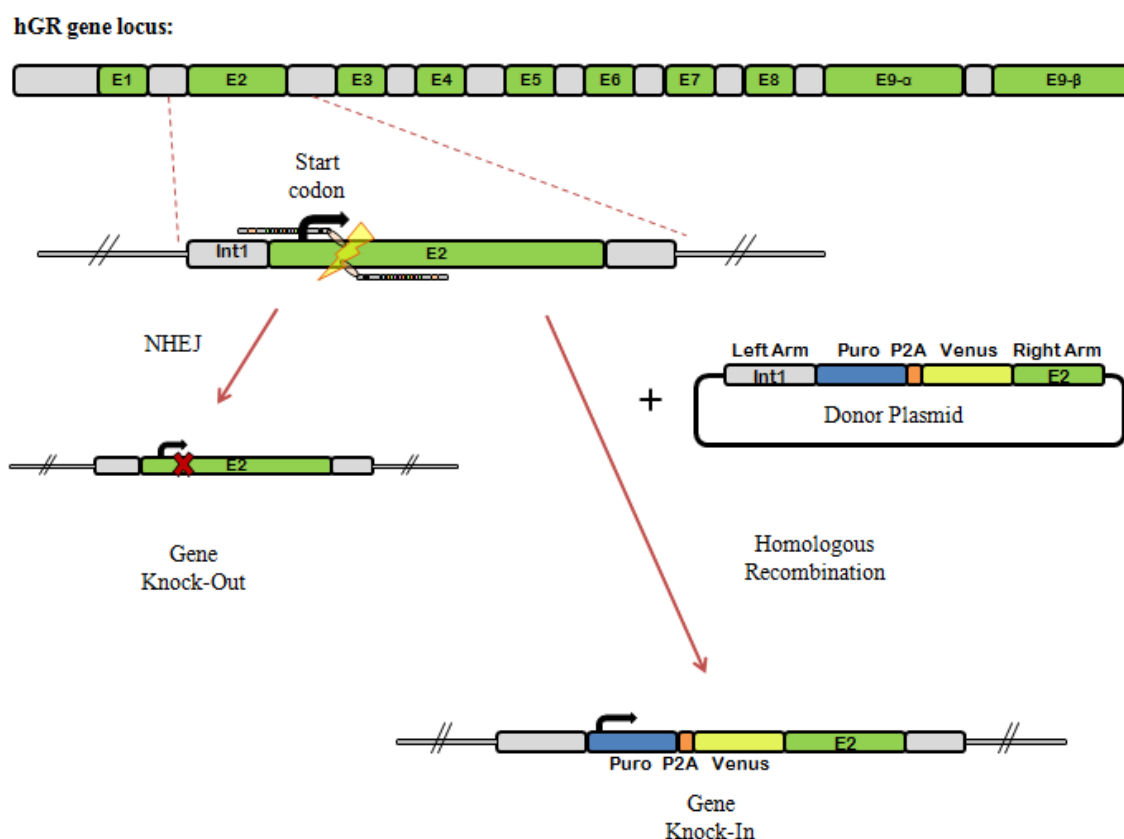 hGR gene locus:
E1 E2 E3 E4 E5 E6 E7 E8 E9-α E9-β
Start
codon
Int1 E2
NHEJ
Left Arm Puro P2A Venus Right Arm
Int1 E2
+
Donor Plasmid
E2
Gene
Knock-Out
Homologous
Recombination
E2
Puro P2A Venus
Gene
Knock-In